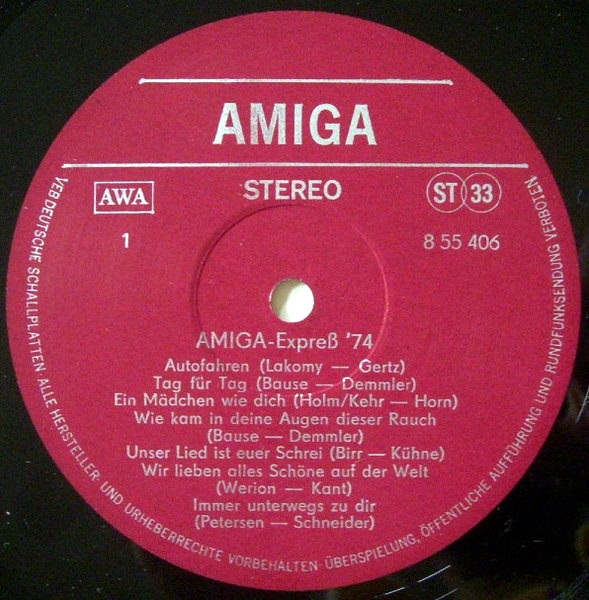 AMIGA
AWA
STEREO
ST 33
1
8 55 406
AMIGA-Expreß '74
Autofahren (Lakomy — Gertz)
Tag für Tag (Bause — Demmler)
Ein Mädchen wie dich (Holm/Kehr — Horn)
Wie kam in deine Augen dieser Rauch
(Bause — Demmler)
Unser Lied ist euer Schrei (Birr — Kühne)
Wir lieben alles Schöne auf der Welt
(Werion — Kant)
Immer unterwegs zu dir
(Petersen — Schneider)
VEB DEUTSCHE SCHALLPLATTEN ALLE HERSTELLER- UND URHEBERRECHTE VORBEHALTEN · ÜBERSPIELUNG, ÖFFENTLICHE AUFFÜHRUNG UND RUNDFUNKSENDUNG VERBOTEN